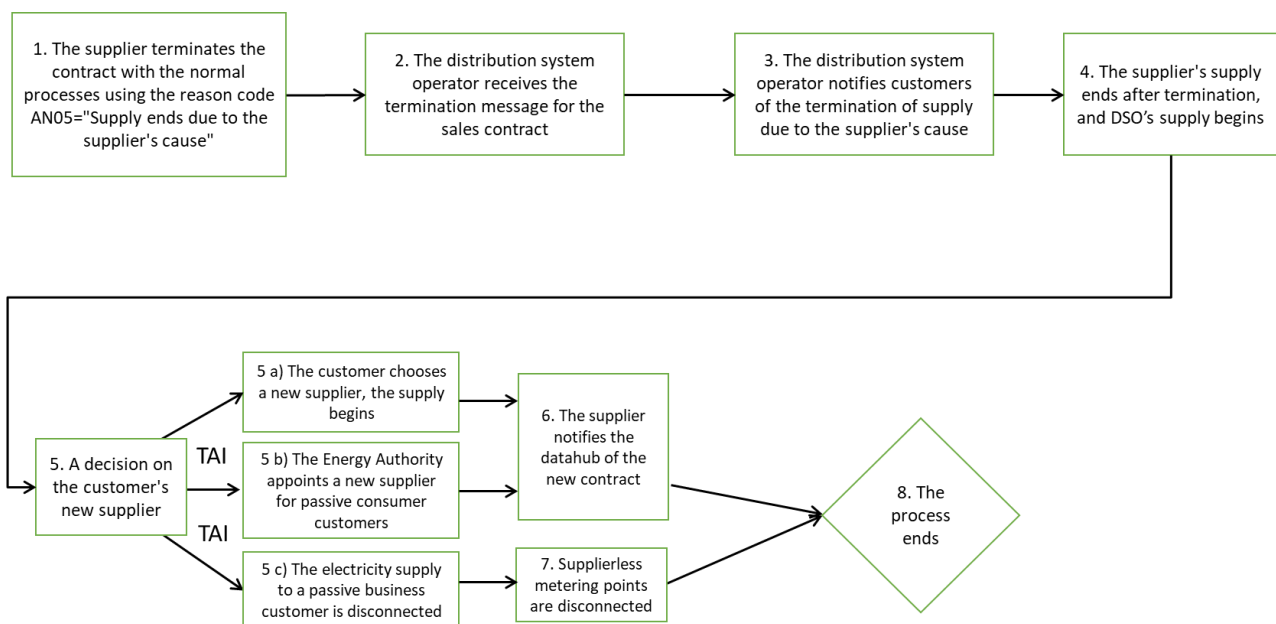 1. The supplier terminates the
contract with the normal
processes using the reason code
AN05="Supply ends due to the
supplier's cause"
2. The distribution system
operator receives the
termination message for the
sales contract
3. The distribution system
operator notifies customers
of the termination of supply
due to the supplier's cause
4. The supplier's supply
ends after termination,
and DSO’s supply begins
5. A decision on
the customer's
new supplier
TAI
TAI
5 a) The customer chooses
a new supplier, the supply
begins
5 b) The Energy Authority
appoints a new supplier
for passive consumer
customers
5 c) The electricity supply
to a passive business
customer is disconnected
6. The supplier
notifies the
datahub of the
new contract
7. Supplierless
metering points
are disconnected
8. The
process
ends